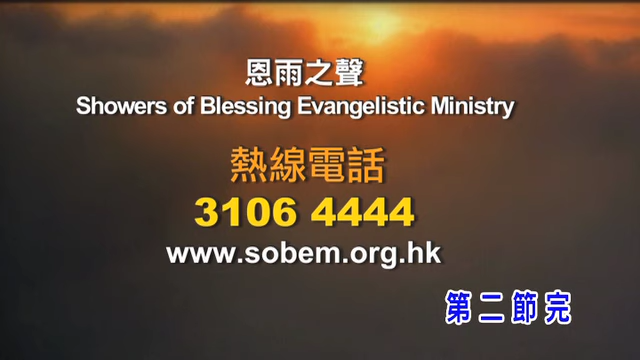 恩雨之聲
Showers of Blessing Evangelistic Ministry
熱線電話
3106 4444
www.sobem.org.hk
第二節完